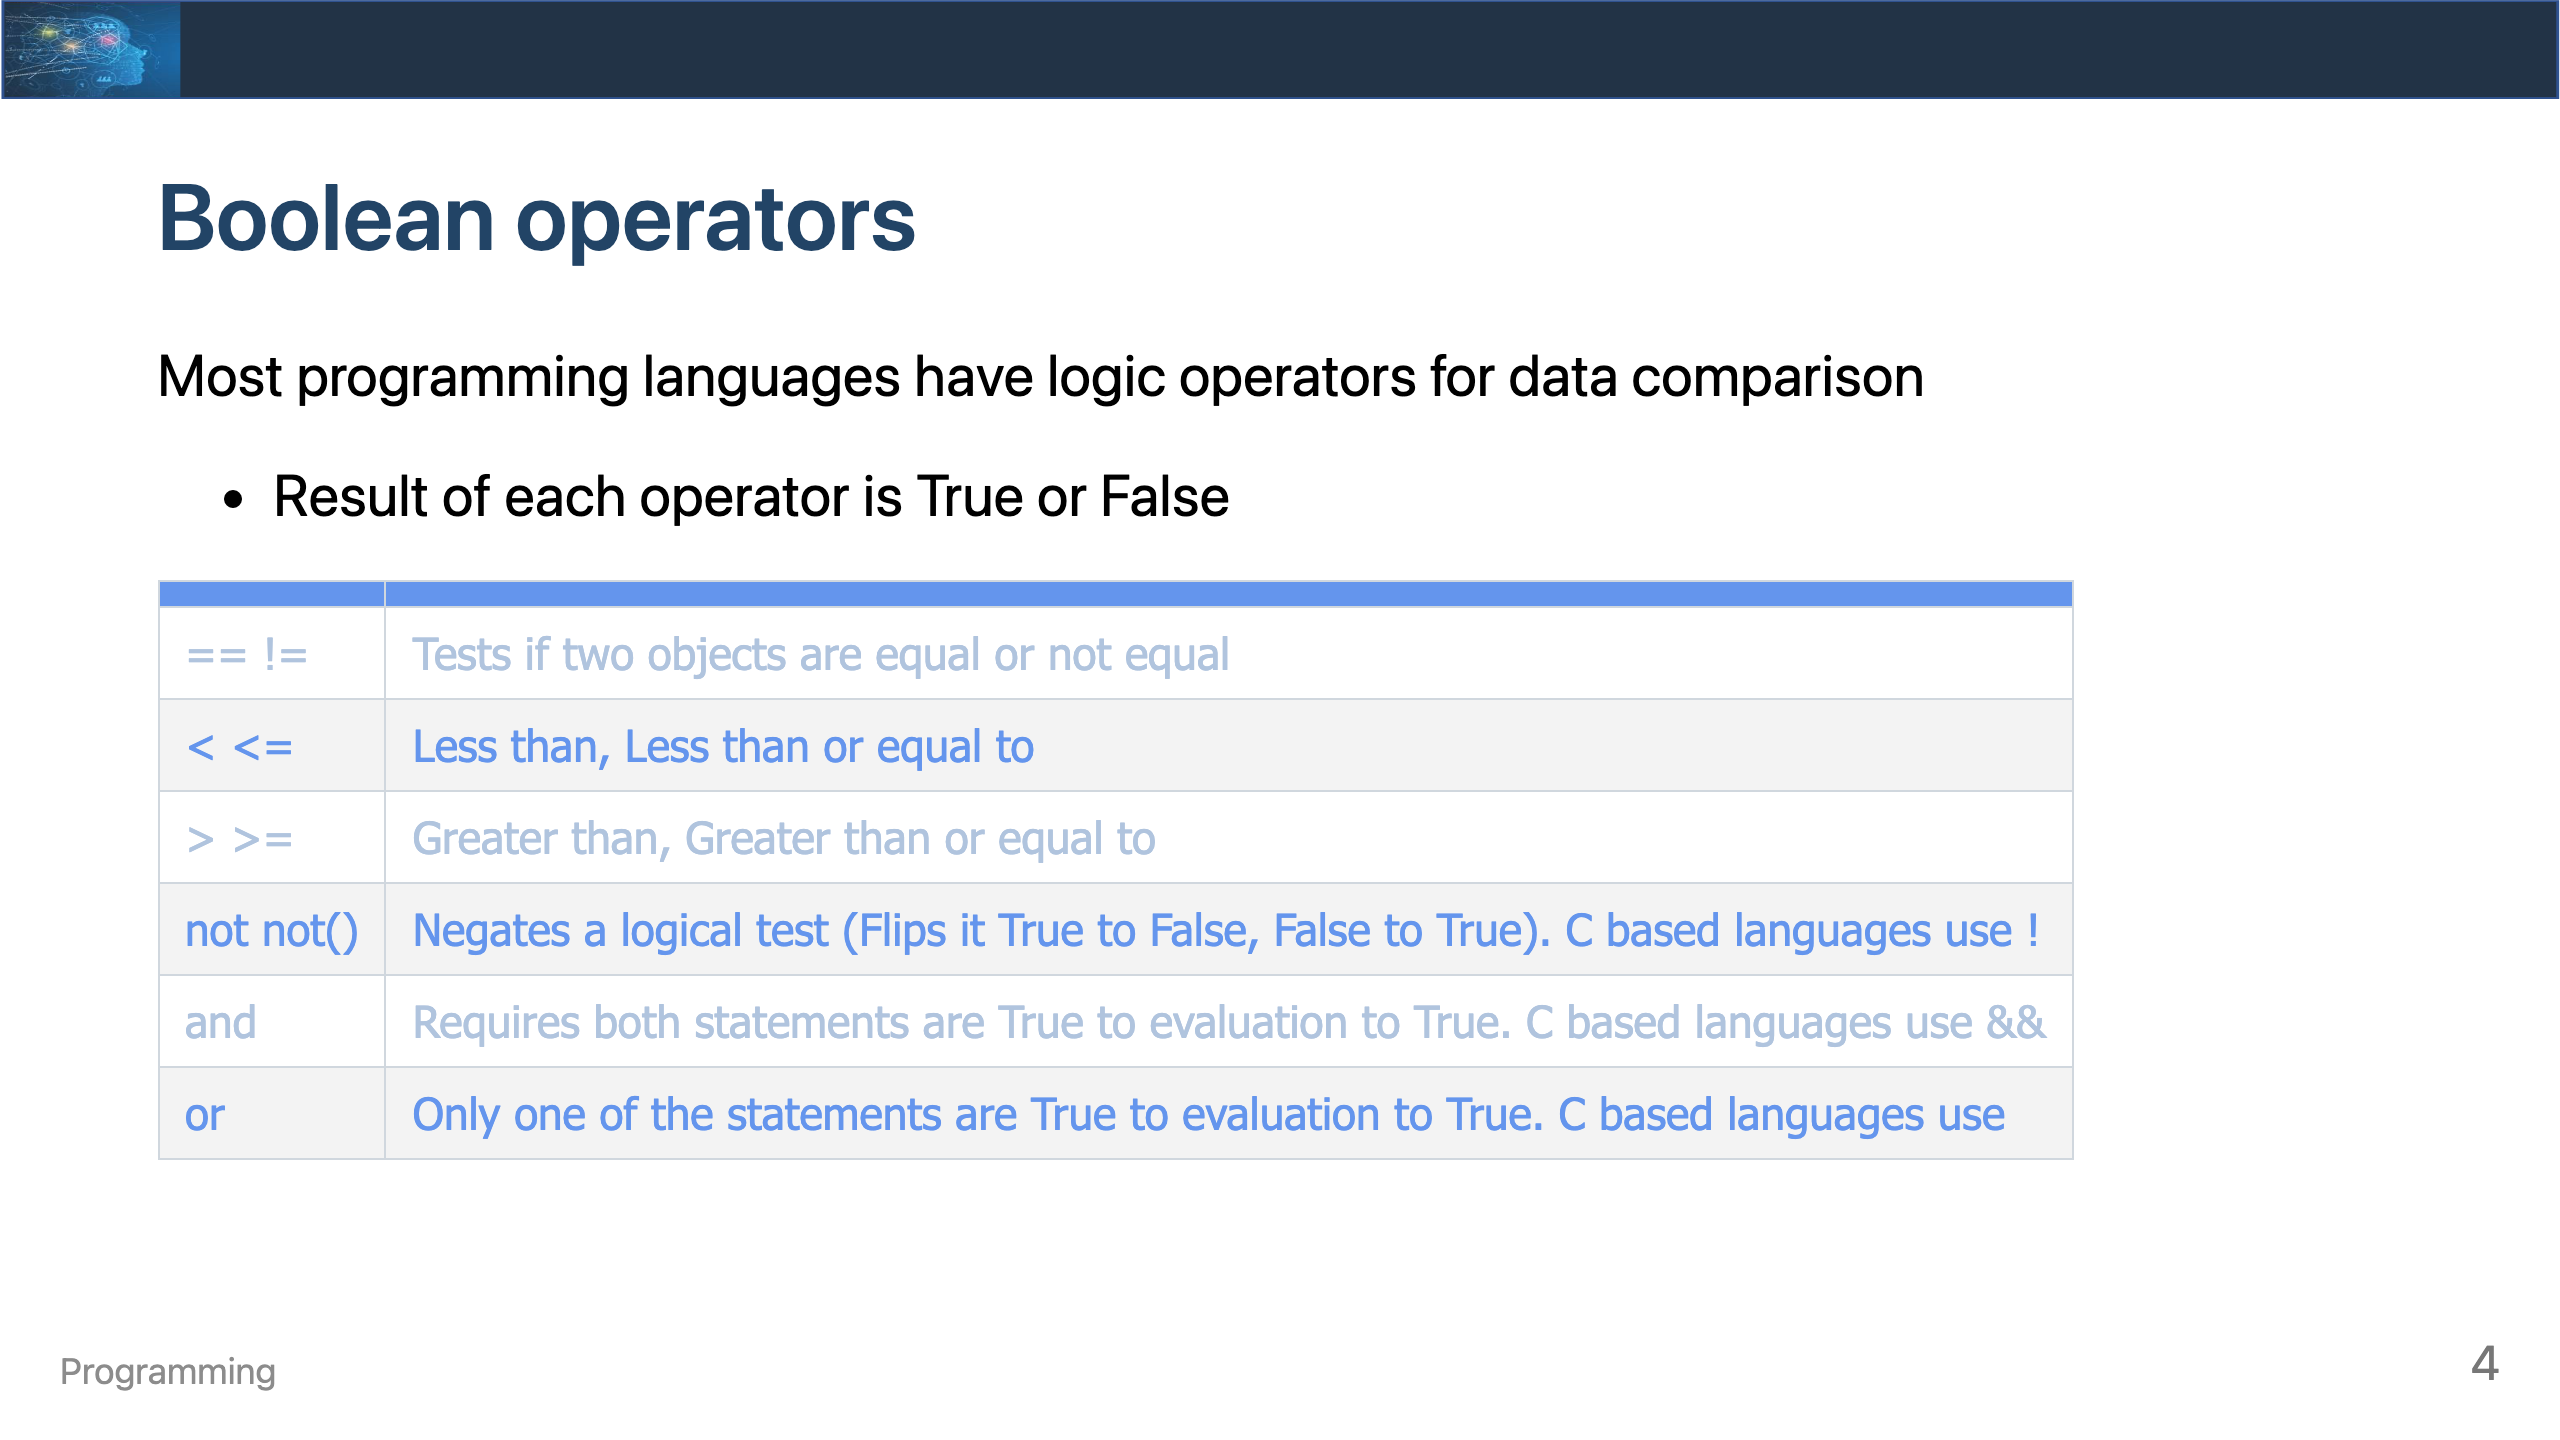 Boolean operators
Most programming languages have logic operators for data comparison
• Result of each operator is True or False
== != Tests if two objects are equal or not equal
< <= Less than, Less than or equal to
> >= Greater than, Greater than or equal to
not not() Negates a logical test (Flips it True to False, False to True). C based languages use !
and Requires both statements are True to evaluation to True. C based languages use &&
or Only one of the statements are True to evaluation to True. C based languages use
Programming 4